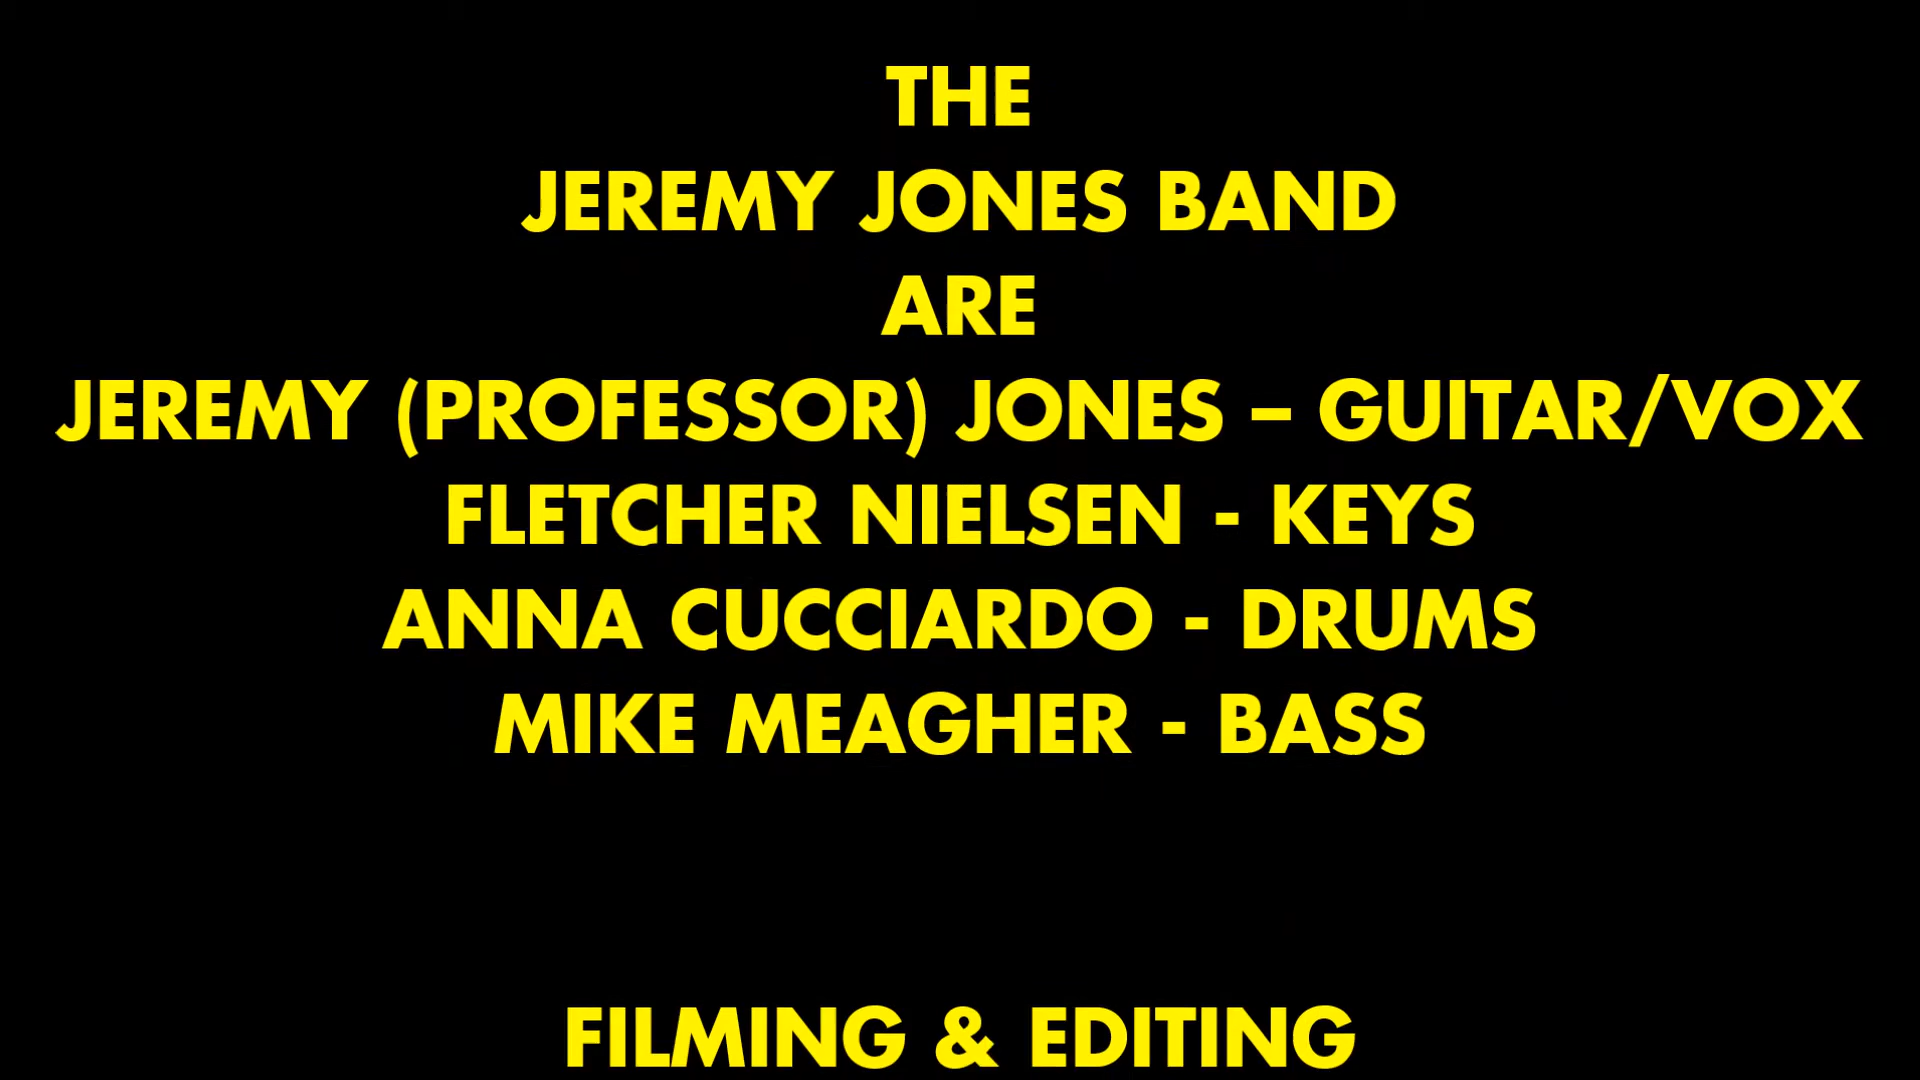 THE
JEREMY JONES BAND
ARE
JEREMY (PROFESSOR) JONES – GUITAR/VOX
FLETCHER NIELSEN - KEYS
ANNA CUCCIARDO - DRUMS
MIKE MEAGHER - BASS
FILMING & EDITING